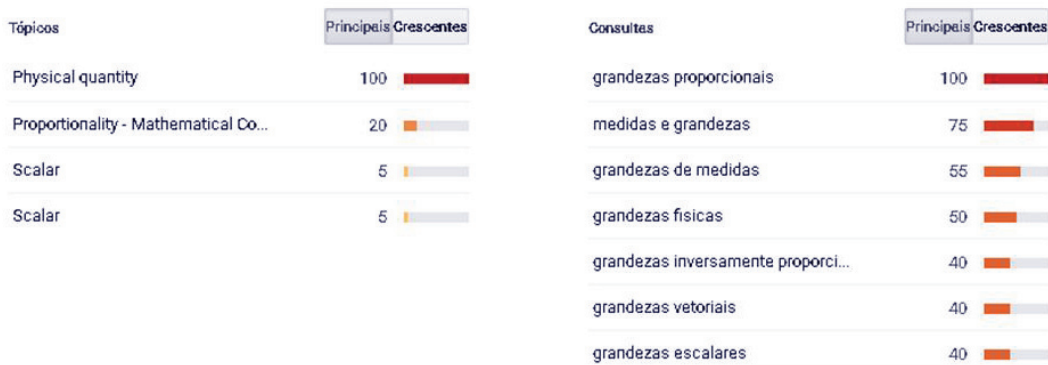 Tópicos Principais Crescentes
Physical quantity 100
Proportionality - Mathematical Co... 20
Scalar 5
Scalar 5
Consultas Principais Crescentes
grandezas proporcionais 100
medidas e grandezas 75
grandezas de medidas 55
grandezas fisicas 50
grandezas inversamente proporci... 40
grandezas vetoriais 40
grandezas escalares 40